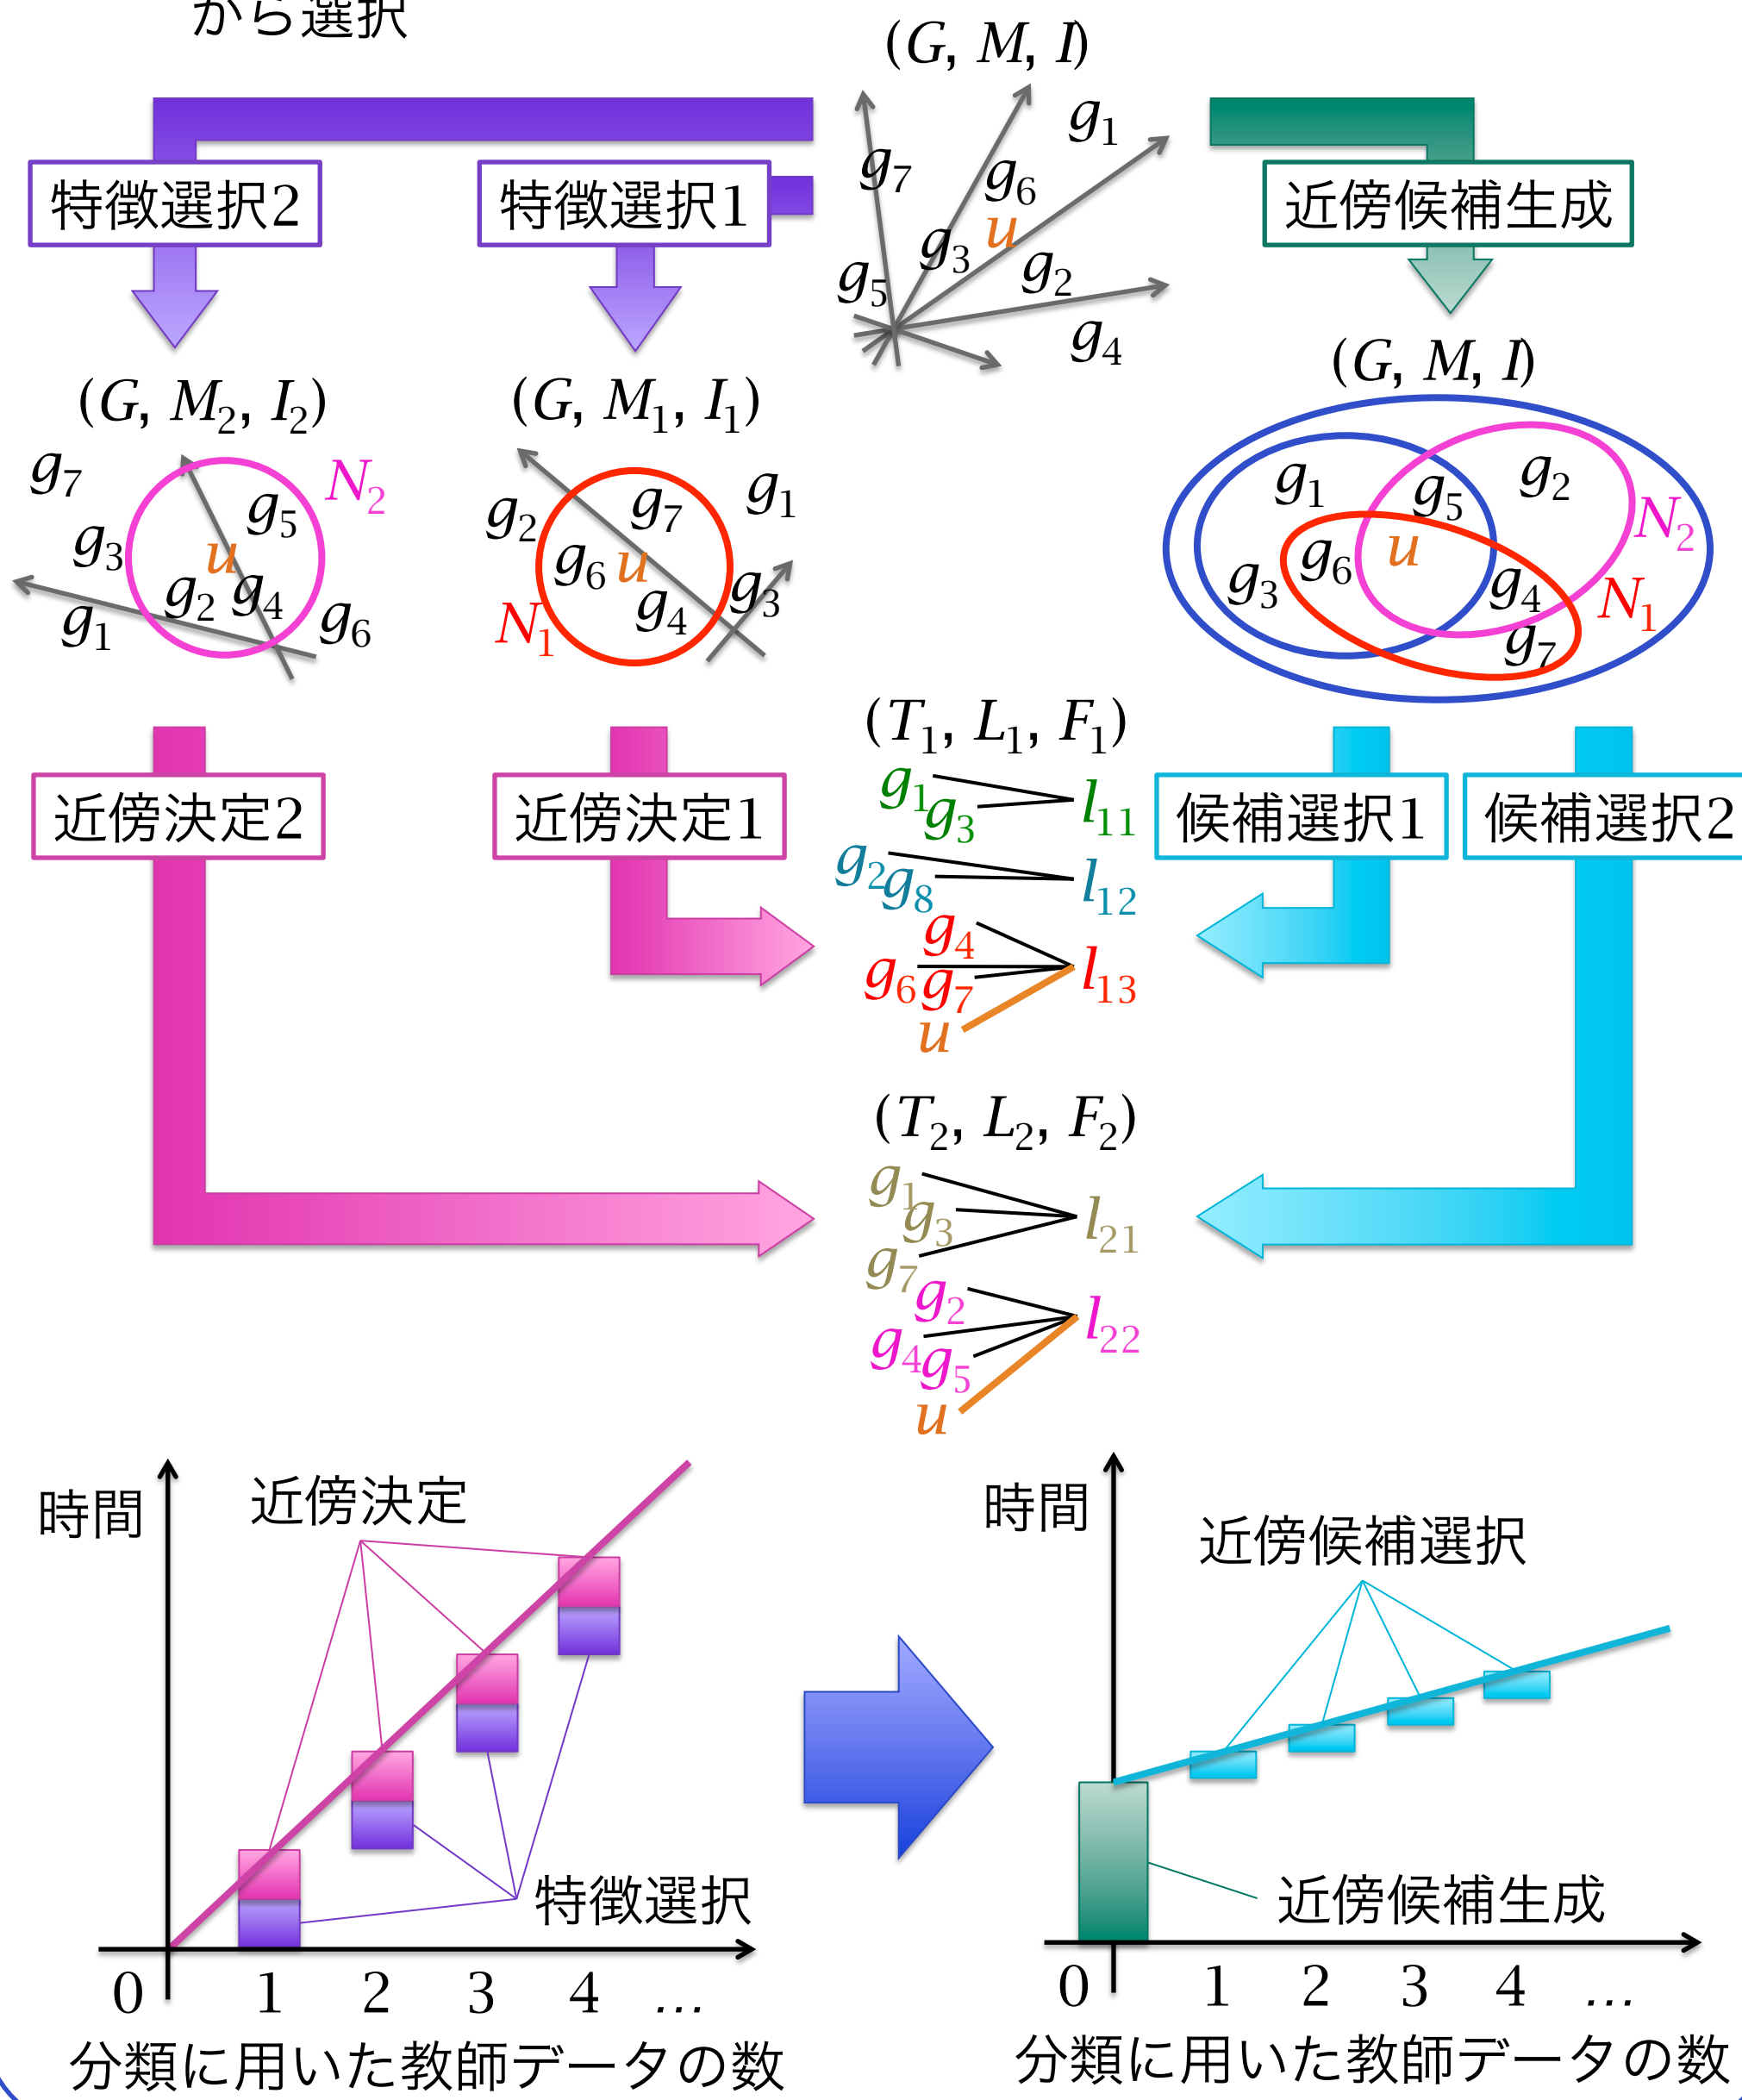 から選択
(G, M, I)
特徴選択2
特徴選択1
近傍候補生成
g7
g6
g1
u
g3
g2
g5
g4
(G, M2, I2)
(G, M1, I1)
(G, M, I)
g7
N2
g5
g3
u
g2
g4
g1
g6
g2
g7
g1
g6
u
g3
g4
N1
g1
g5
g2
N2
u
g6
g3
g4
N1
g7
(T1, L1, F1)
近傍決定2
近傍決定1
候補選択1
候補選択2
g1
g3
l11
g2
g8
l12
g4
g6
g7
l13
u
(T2, L2, F2)
g1
g3
l21
g7
g2
l22
g4
g5
u
時間
近傍決定
特徴選択
0 1 2 3 4 …
分類に用いた教師データの数
時間
近傍候補選択
近傍候補生成
0 1 2 3 4 …
分類に用いた教師データの数